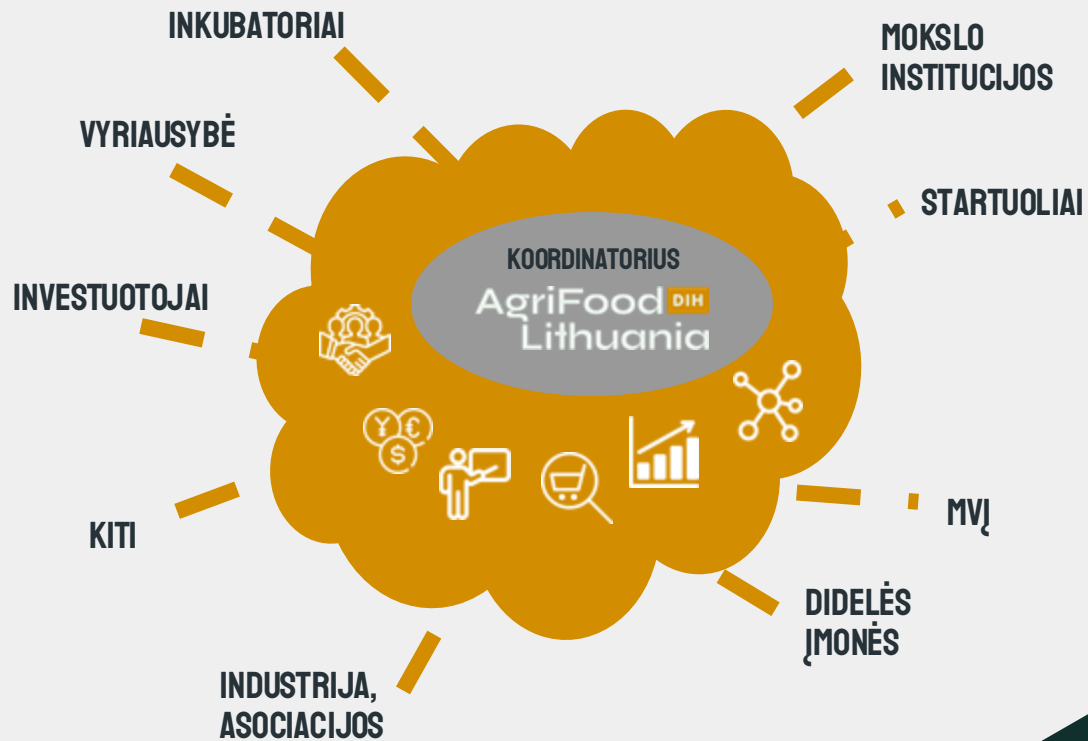 INKUBATORIAI
MOKSLO
INSTITUCIJOS
VYRIAUSYBĖ
STARTUOLIAI
INVESTUOTOJAI
KOORDINATORIUS
AgriFood DIH
Lithuania
¥ €
$
KITI
MVĮ
DIDELĖS
ĮMONĖS
INDUSTRIJA,
ASOCIACIJOS